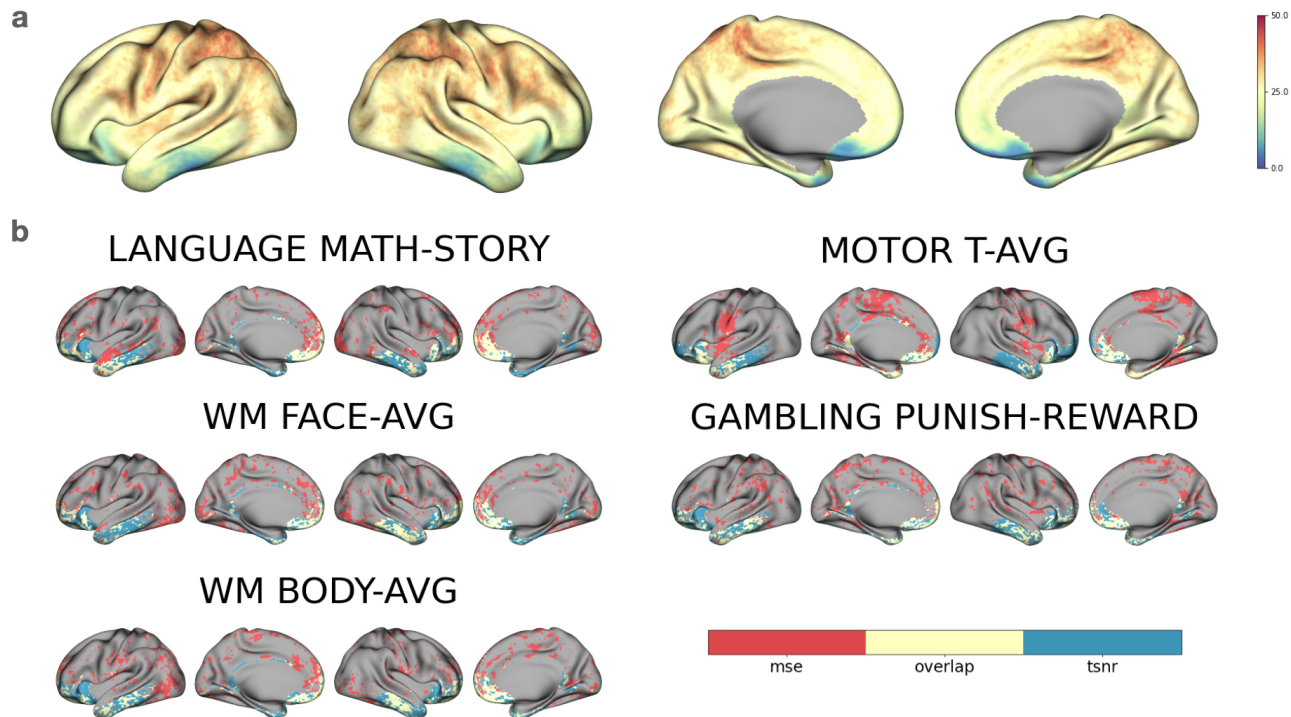 a
50.0
25.0
0.0
b
LANGUAGE MATH-STORY
MOTOR T-AVG
WM FACE-AVG
GAMBLING PUNISH-REWARD
WM BODY-AVG
mse
overlap
tsnr